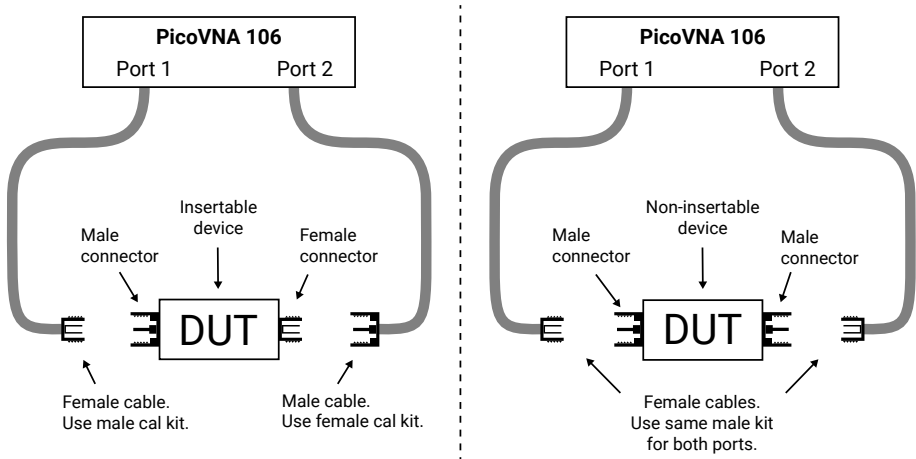 PicoVNA 106
Port 1
Port 2
Insertable
device
Male
connector
Female
connector
DUT
Female cable.
Use male cal kit.
Male cable.
Use female cal kit.
PicoVNA 106
Port 1
Port 2
Non-insertable
device
Male
connector
Male
connector
DUT
Female cables.
Use same male kit
for both ports.